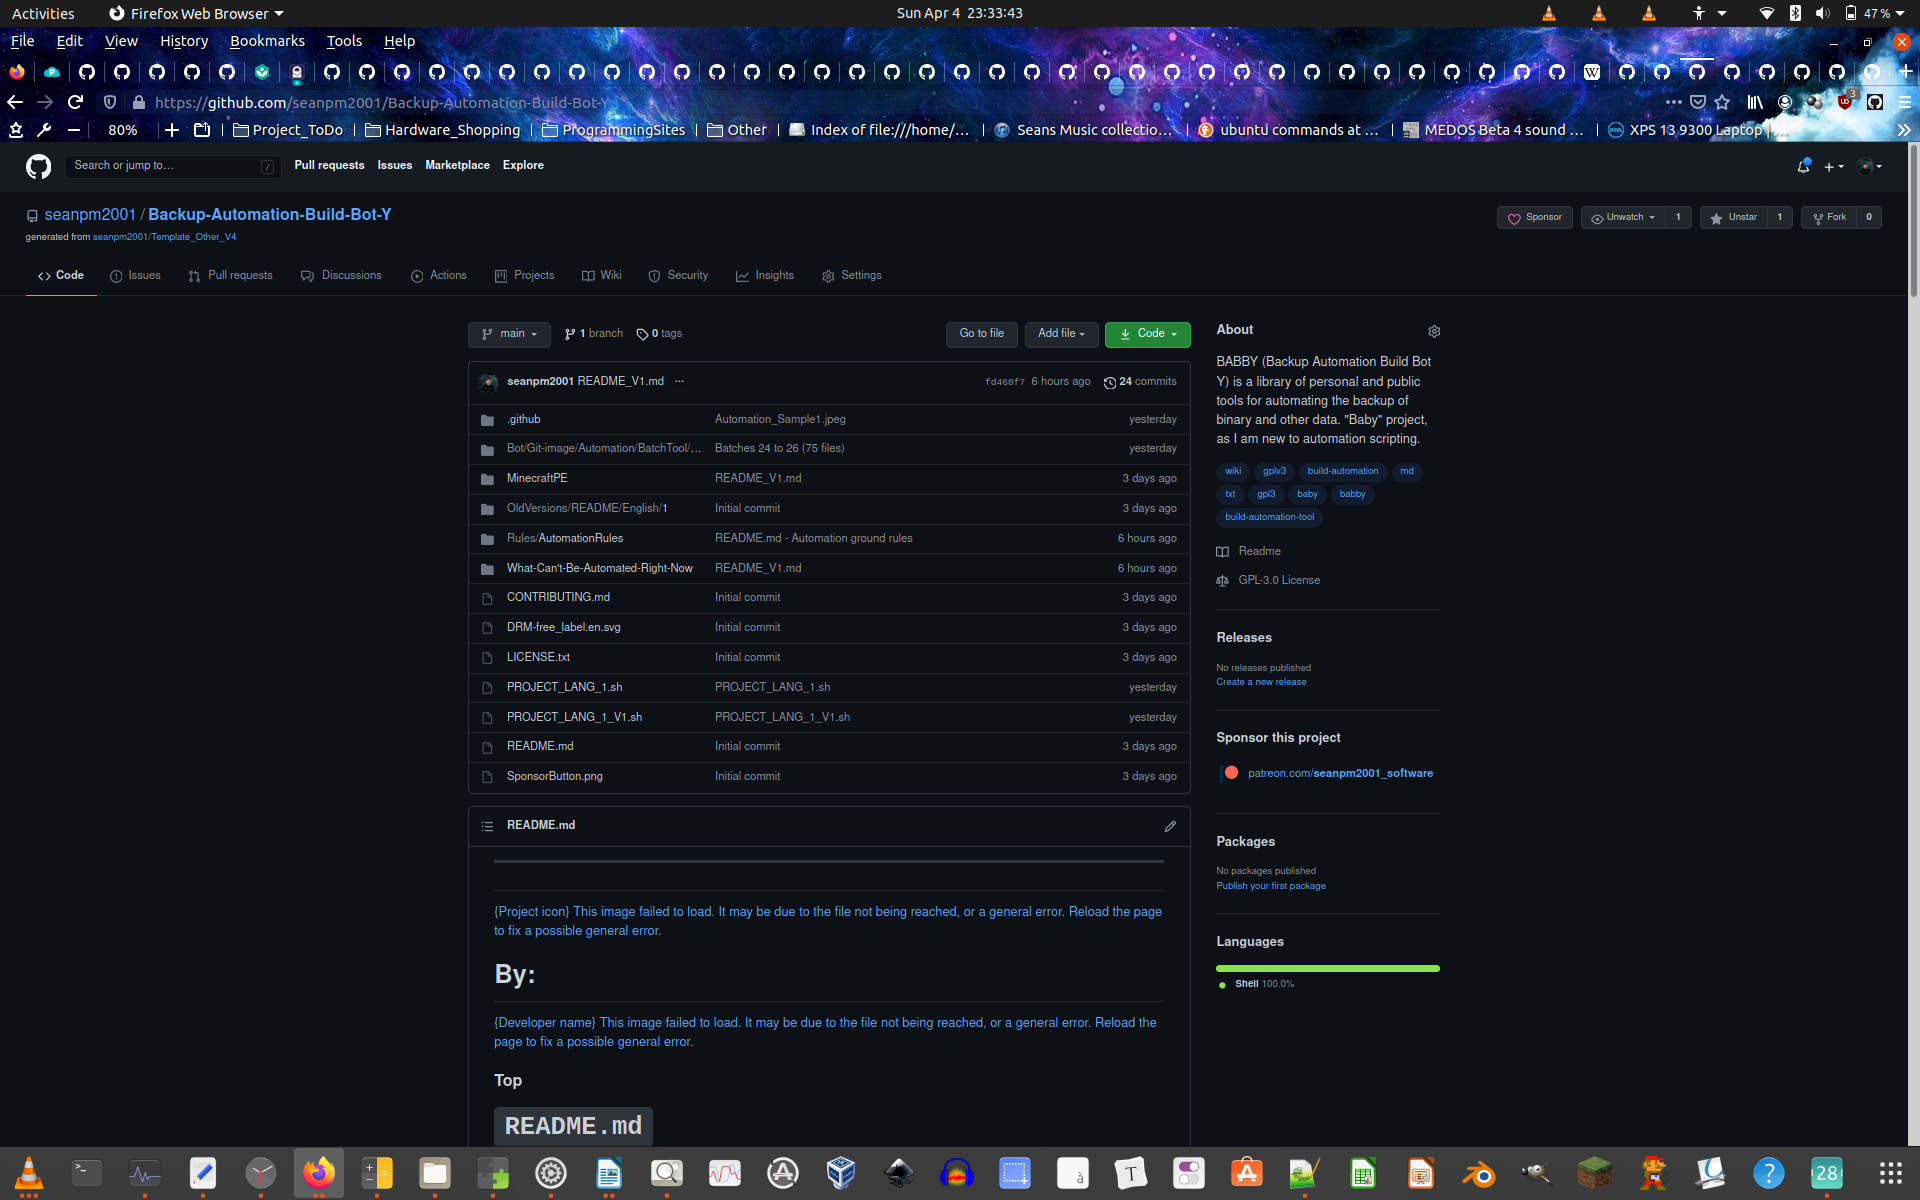 Activities
Firefox Web Browser
Sun Apr 4 23:33:43
47 %
File Edit View History Bookmarks Tools Help
https://github.com/seanpm2001/Backup-Automation-Build-Bot-Y
3
80%
Project_ToDo
Hardware_Shopping
ProgrammingSites
Other
Index of file:///home/...
Seans Music collectio...
ubuntu commands at ...
MEDOS Beta 4 sound ...
XPS 13 9300 Laptop |
Search or jump to...
/
Pull requests Issues Marketplace Explore
seanpm2001 / Backup-Automation-Build-Bot-Y
generated from seanpm2001/Template_Other_V4
Sponsor
Unwatch 1
Unstar 1
Fork 0
Code
Issues
Pull requests
Discussions
Actions
Projects
Wiki
Security
Insights
Settings
main
1 branch
0 tags
Go to file
Add file
Code
seanpm2001 README_V1.md ...
fd460f7 6 hours ago
24 commits
.github Automation_Sample1.jpeg yesterday
Bot/Git-image/Automation/BatchTool/... Batches 24 to 26 (75 files) yesterday
MinecraftPE README_V1.md 3 days ago
OldVersions/README/English/1 Initial commit 3 days ago
Rules/AutomationRules README.md - Automation ground rules 6 hours ago
What-Can't-Be-Automated-Right-Now README_V1.md 6 hours ago
CONTRIBUTING.md Initial commit 3 days ago
DRM-free_label.en.svg Initial commit 3 days ago
LICENSE.txt Initial commit 3 days ago
PROJECT_LANG_1.sh PROJECT_LANG_1.sh yesterday
PROJECT_LANG_1_V1.sh PROJECT_LANG_1_V1.sh yesterday
README.md Initial commit 3 days ago
SponsorButton.png Initial commit 3 days ago
README.md
{Project icon} This image failed to load. It may be due to the file not being reached, or a general error. Reload the page
to fix a possible general error.
By:
{Developer name} This image failed to load. It may be due to the file not being reached, or a general error. Reload the
page to fix a possible general error.
Top
README.md
About
BABBY (Backup Automation Build Bot
Y) is a library of personal and public
tools for automating the backup of
binary and other data. "Baby" project,
as I am new to automation scripting.
wiki gplv3 build-automation md
txt gpl3 baby babby
build-automation-tool
Readme
GPL-3.0 License
Releases
No releases published
Create a new release
Sponsor this project
patreon.com/seanpm2001_software
Packages
No packages published
Publish your first package
Languages
Shell 100.0%
28